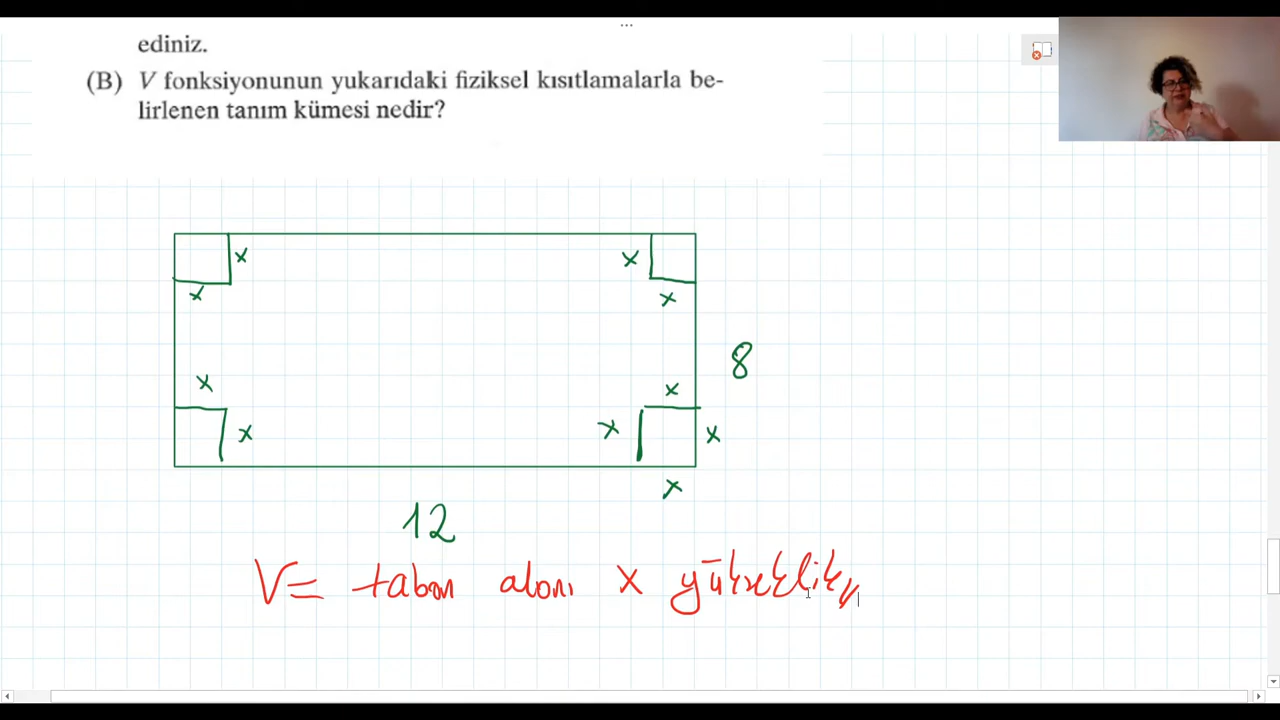 ediniz.
(B) V fonksiyonunun yukarıdaki fiziksel kısıtlamalarla be-
lirlenen tanım kümesi nedir?
x x
x x
8
x x
x x x
x
12
V = taban alanı x yükseklik